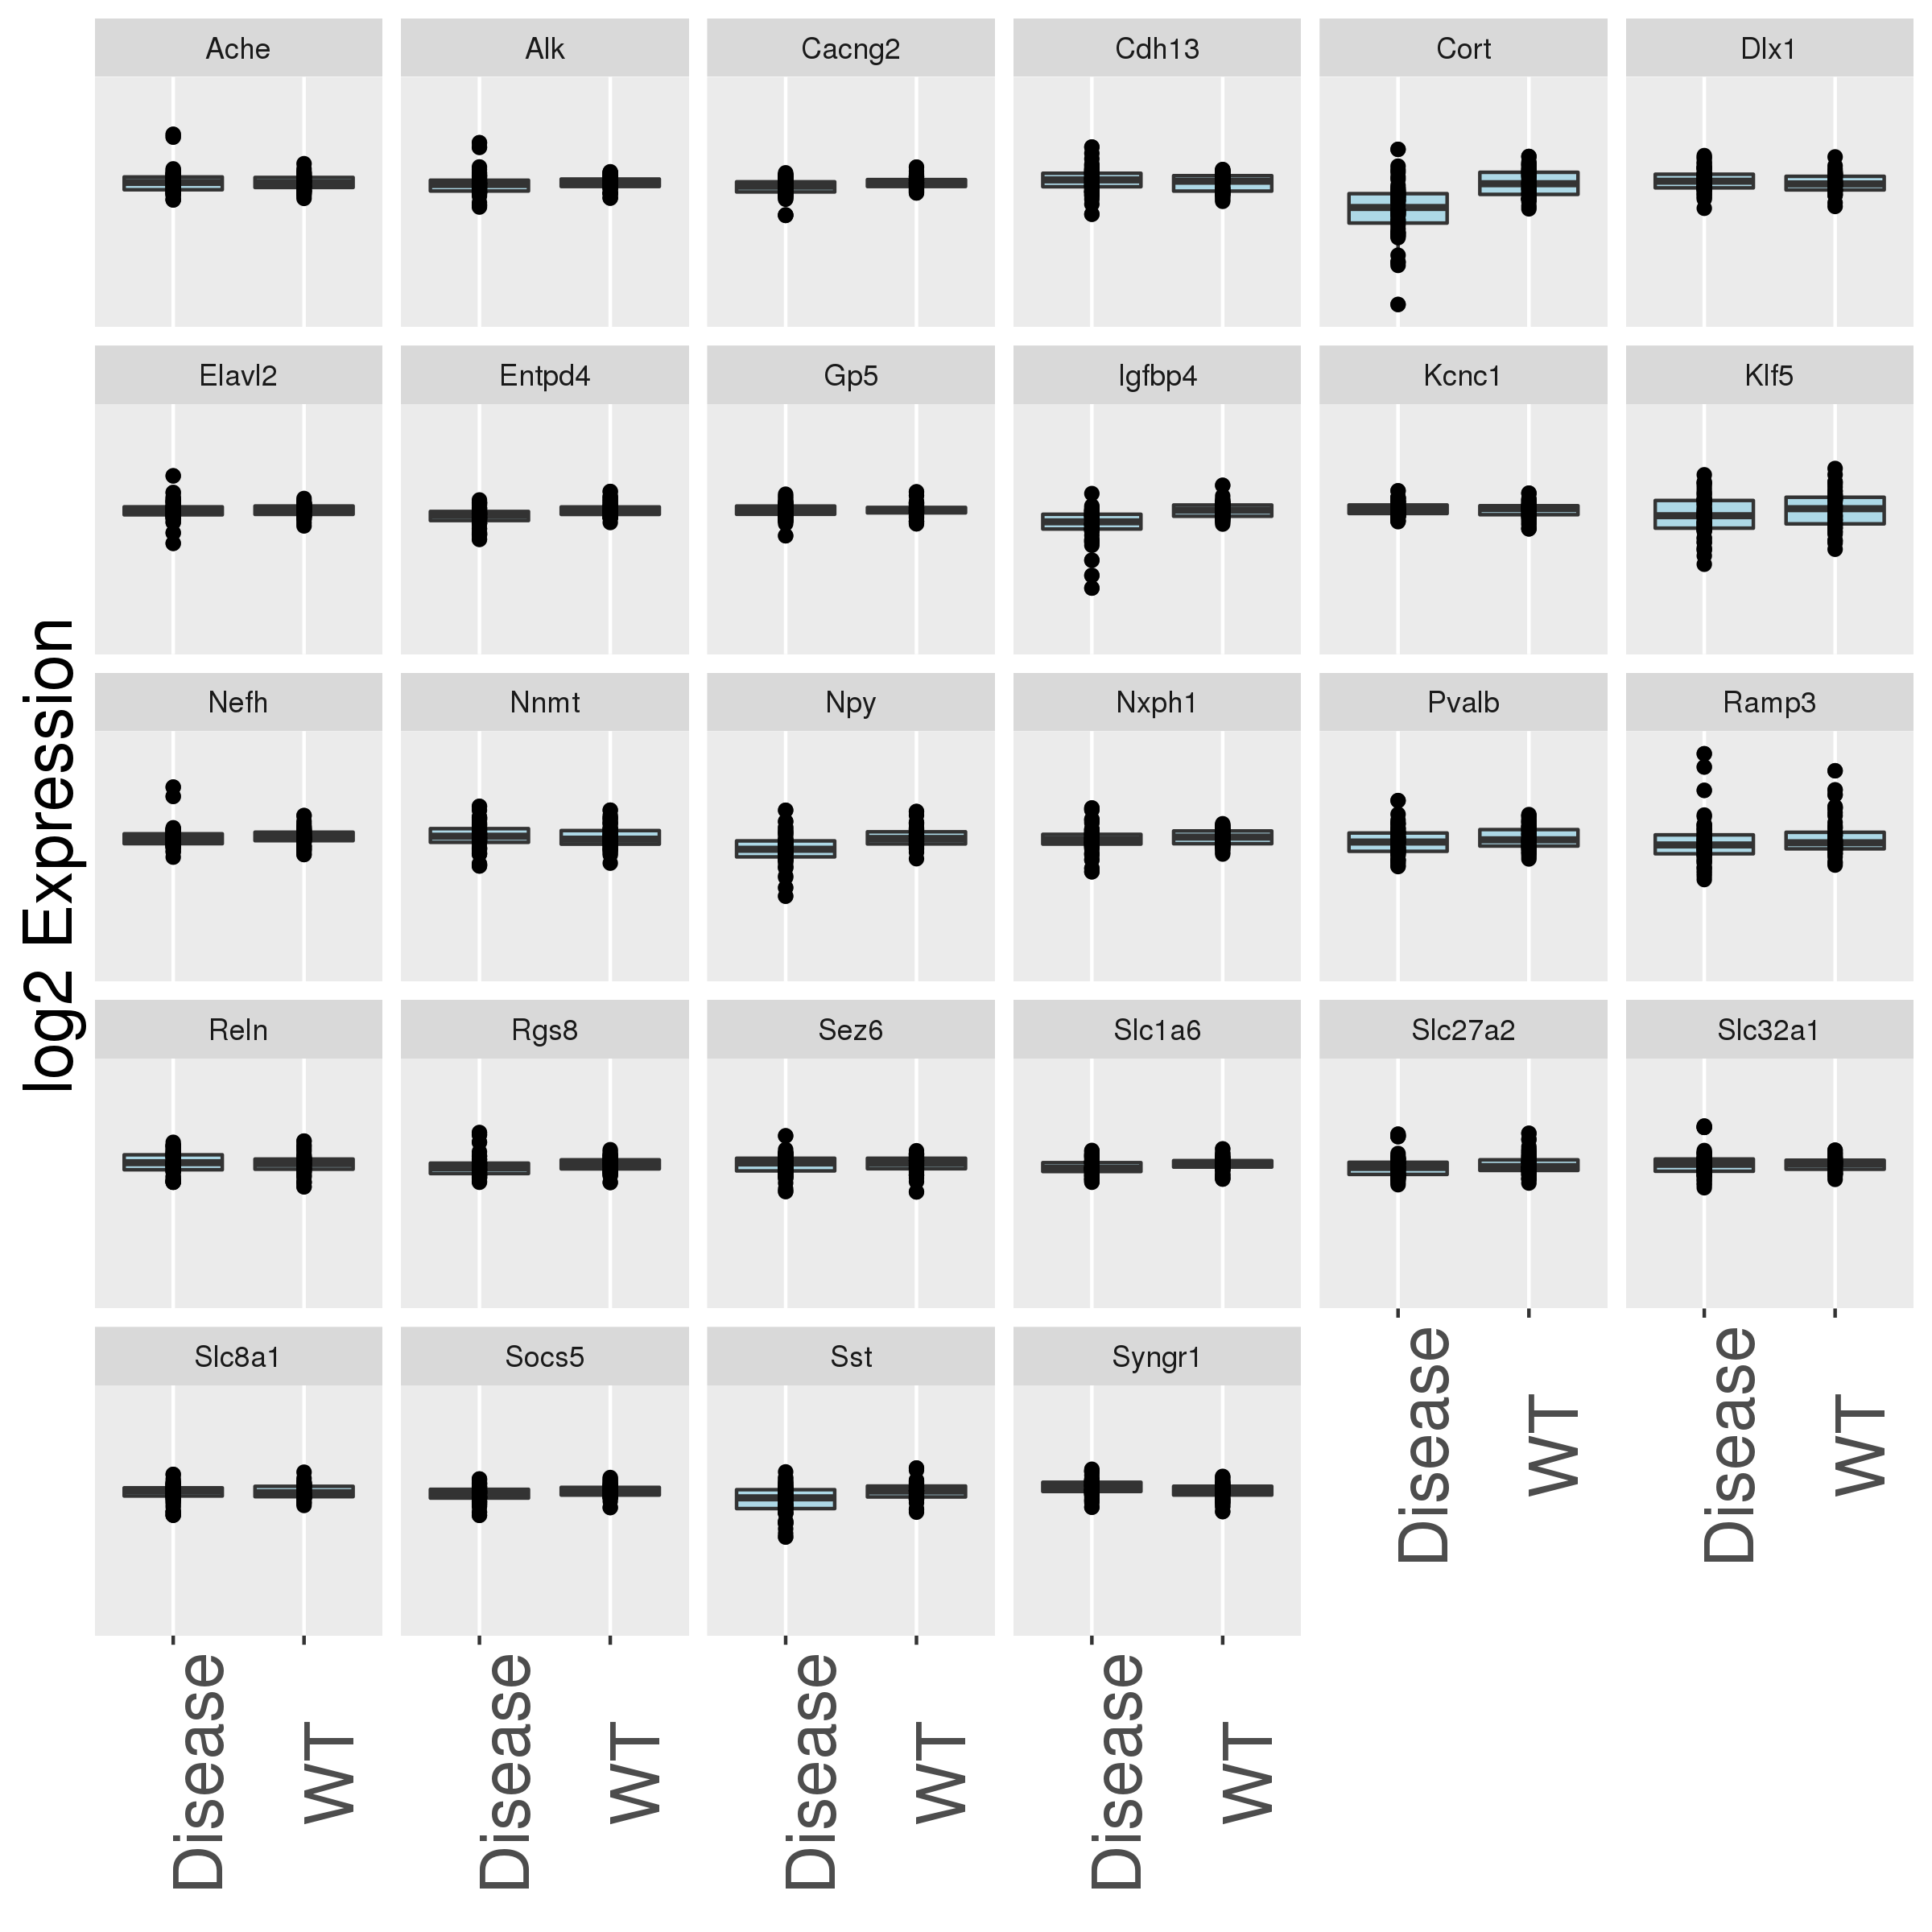 log2 Expression
Ache
Alk
Cacng2
Cdh13
Cort
Dlx1
Elavl2
Entpd4
Gp5
Igfbp4
Kcnc1
Klf5
Nefh
Nnmt
Npy
Nxph1
Pvalb
Ramp3
Reln
Rgs8
Sez6
Slc1a6
Slc27a2
Slc32a1
Disease
WT
Disease
WT
Slc8a1
Socs5
Sst
Syngr1
Disease
WT
Disease
WT
Disease
WT
Disease
WT